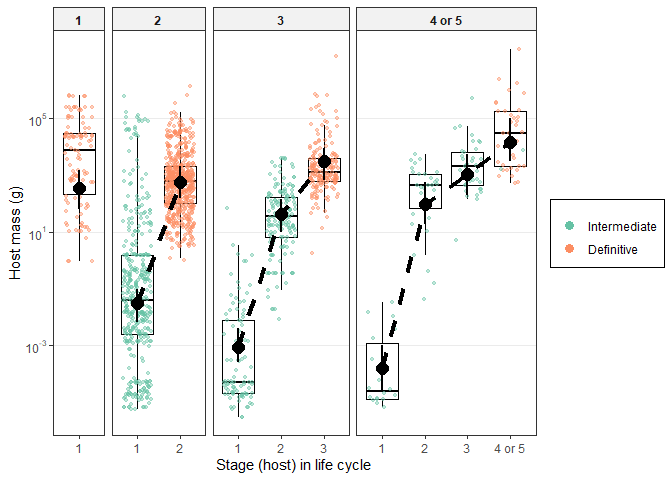 1 2 3 4 or 5
Host mass (g)
10^5
10^1
10^-3
1 1 2 1 2 3 1 2 3 4 or 5
Stage (host) in life cycle
Intermediate
Definitive